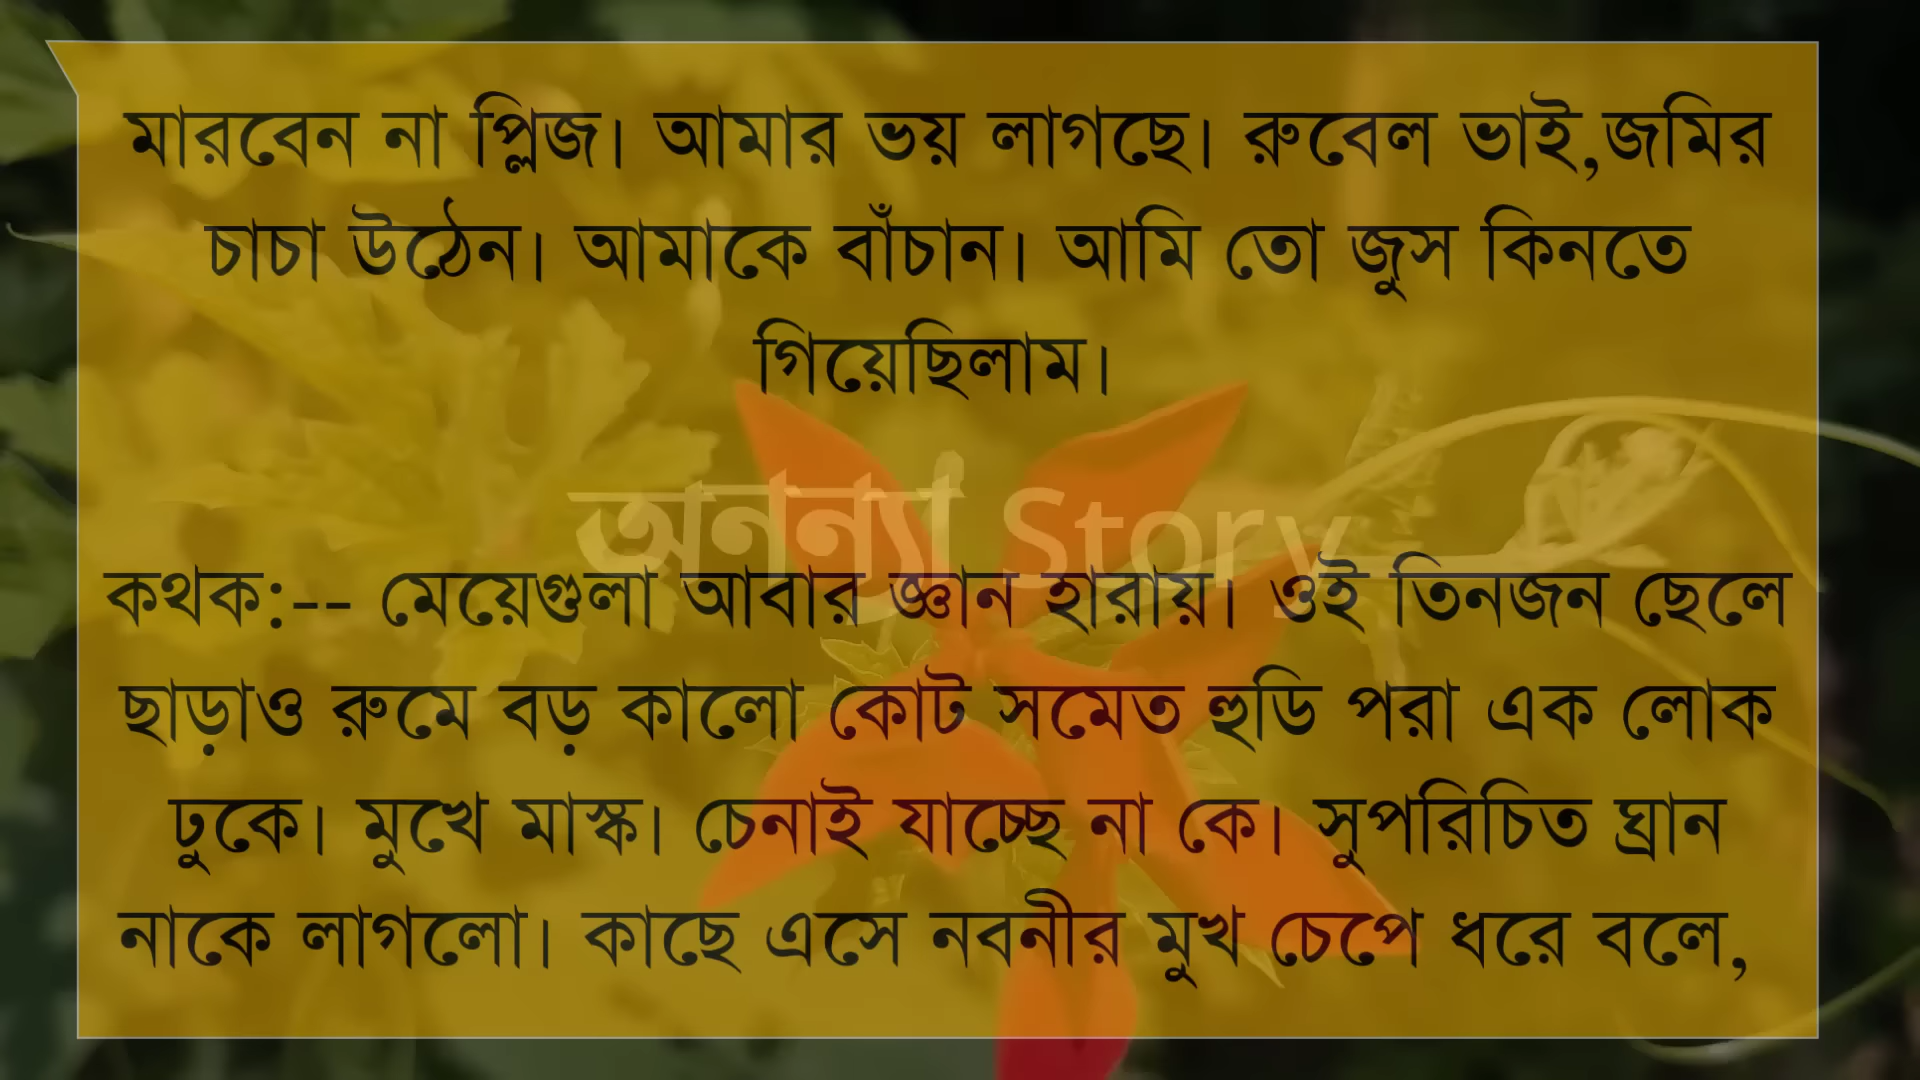 মারবেন না প্লিজ। আমার ভয় লাগছে। রুবেল ভাই,জমির
চাচা উঠেন। আমাকে বাঁচান। আমি তো জুস কিনতে
গিয়েছিলাম।
অনন্যা Story
কথক:-- মেয়েগুলা আবার জ্ঞান হারায়। ওই তিনজন ছেলে
ছাড়াও রুমে বড় কালো কোট সমেত হুডি পরা এক লোক
ঢুকে। মুখে মাস্ক। চেনাই যাচ্ছে না কে। সুপরিচিত ঘ্রান
নাকে লাগলো। কাছে এসে নবনীর মুখ চেপে ধরে বলে,